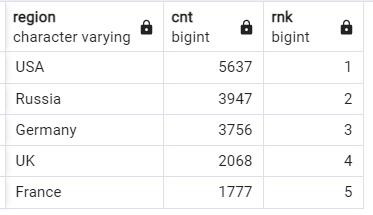 region cnt rnk
character varying bigint bigint
USA 5637 1
Russia 3947 2
Germany 3756 3
UK 2068 4
France 1777 5